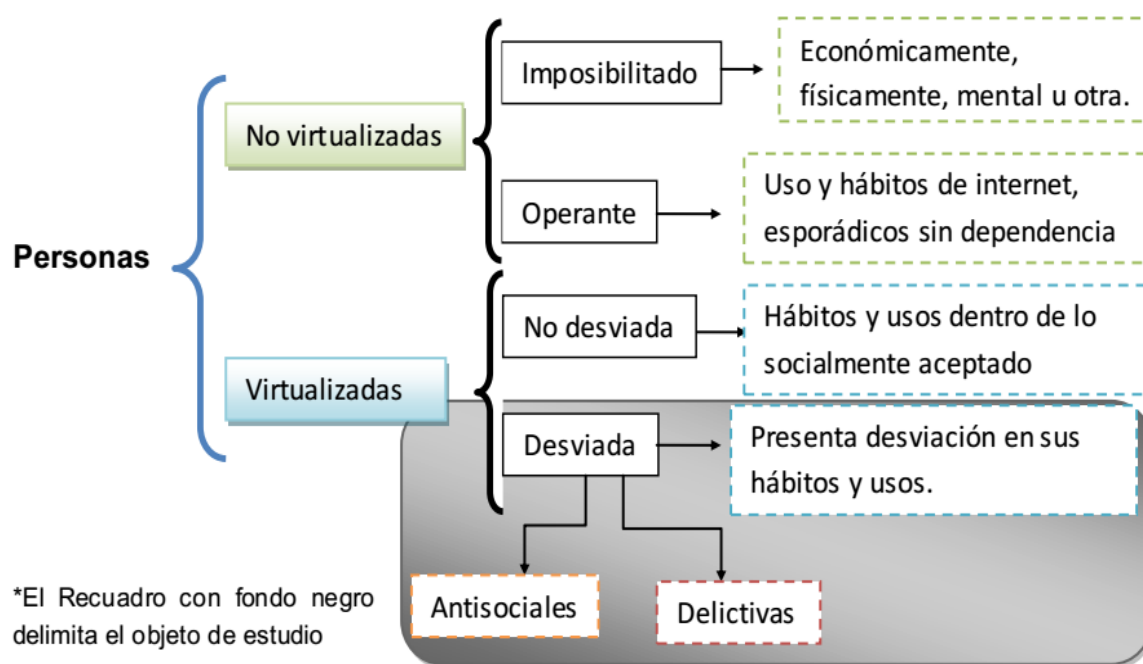 Personas
No virtualizadas
Imposibilitado
Económicamente,
físicamente, mental u otra.
Operante
Uso y hábitos de internet,
esporádicos sin dependencia
Virtualizadas
No desviada
Hábitos y usos dentro de lo
socialmente aceptado
Desviada
Presenta desviación en sus
hábitos y usos.
Antisociales
Delictivas
*El Recuadro con fondo negro
delimita el objeto de estudio